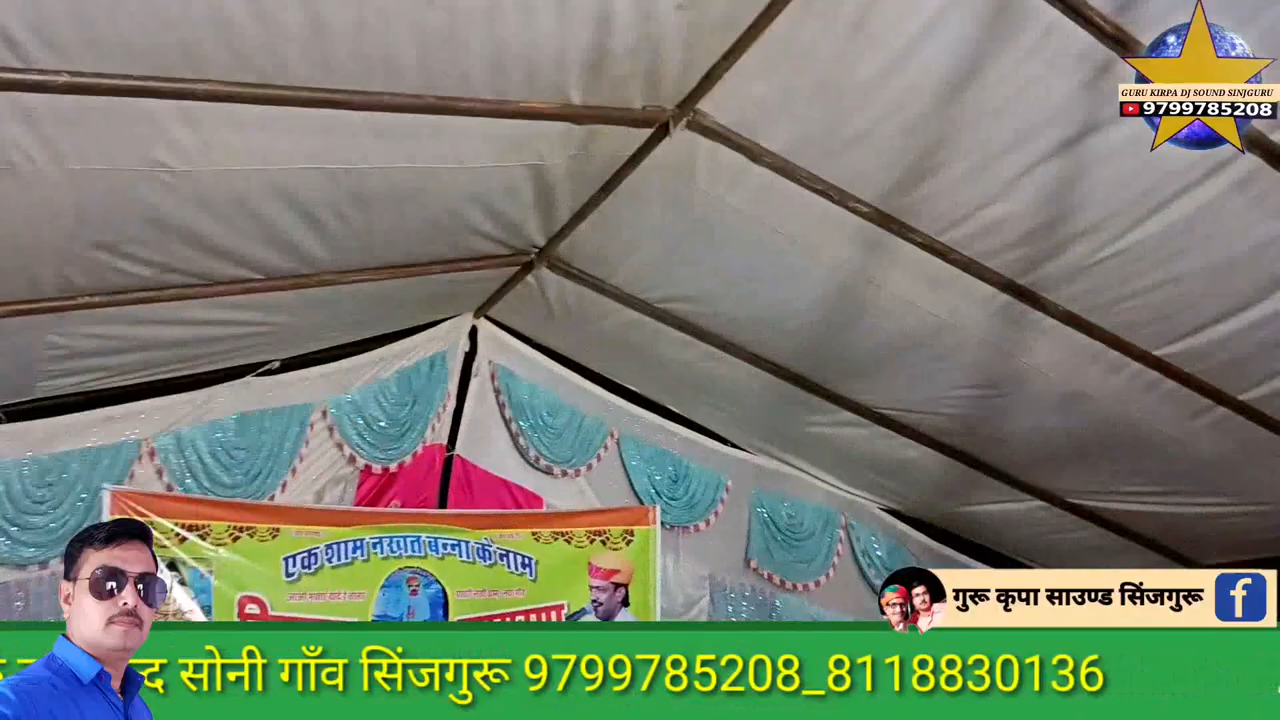 GURU KIRPA DJ SOUND SINJGURU
9799785208
एक शाम नखत बन्ना के नाम
गुरू कृपा साउण्ड सिंजगुरू
सोनी गाँव सिंजगुरू 9799785208_8118830136